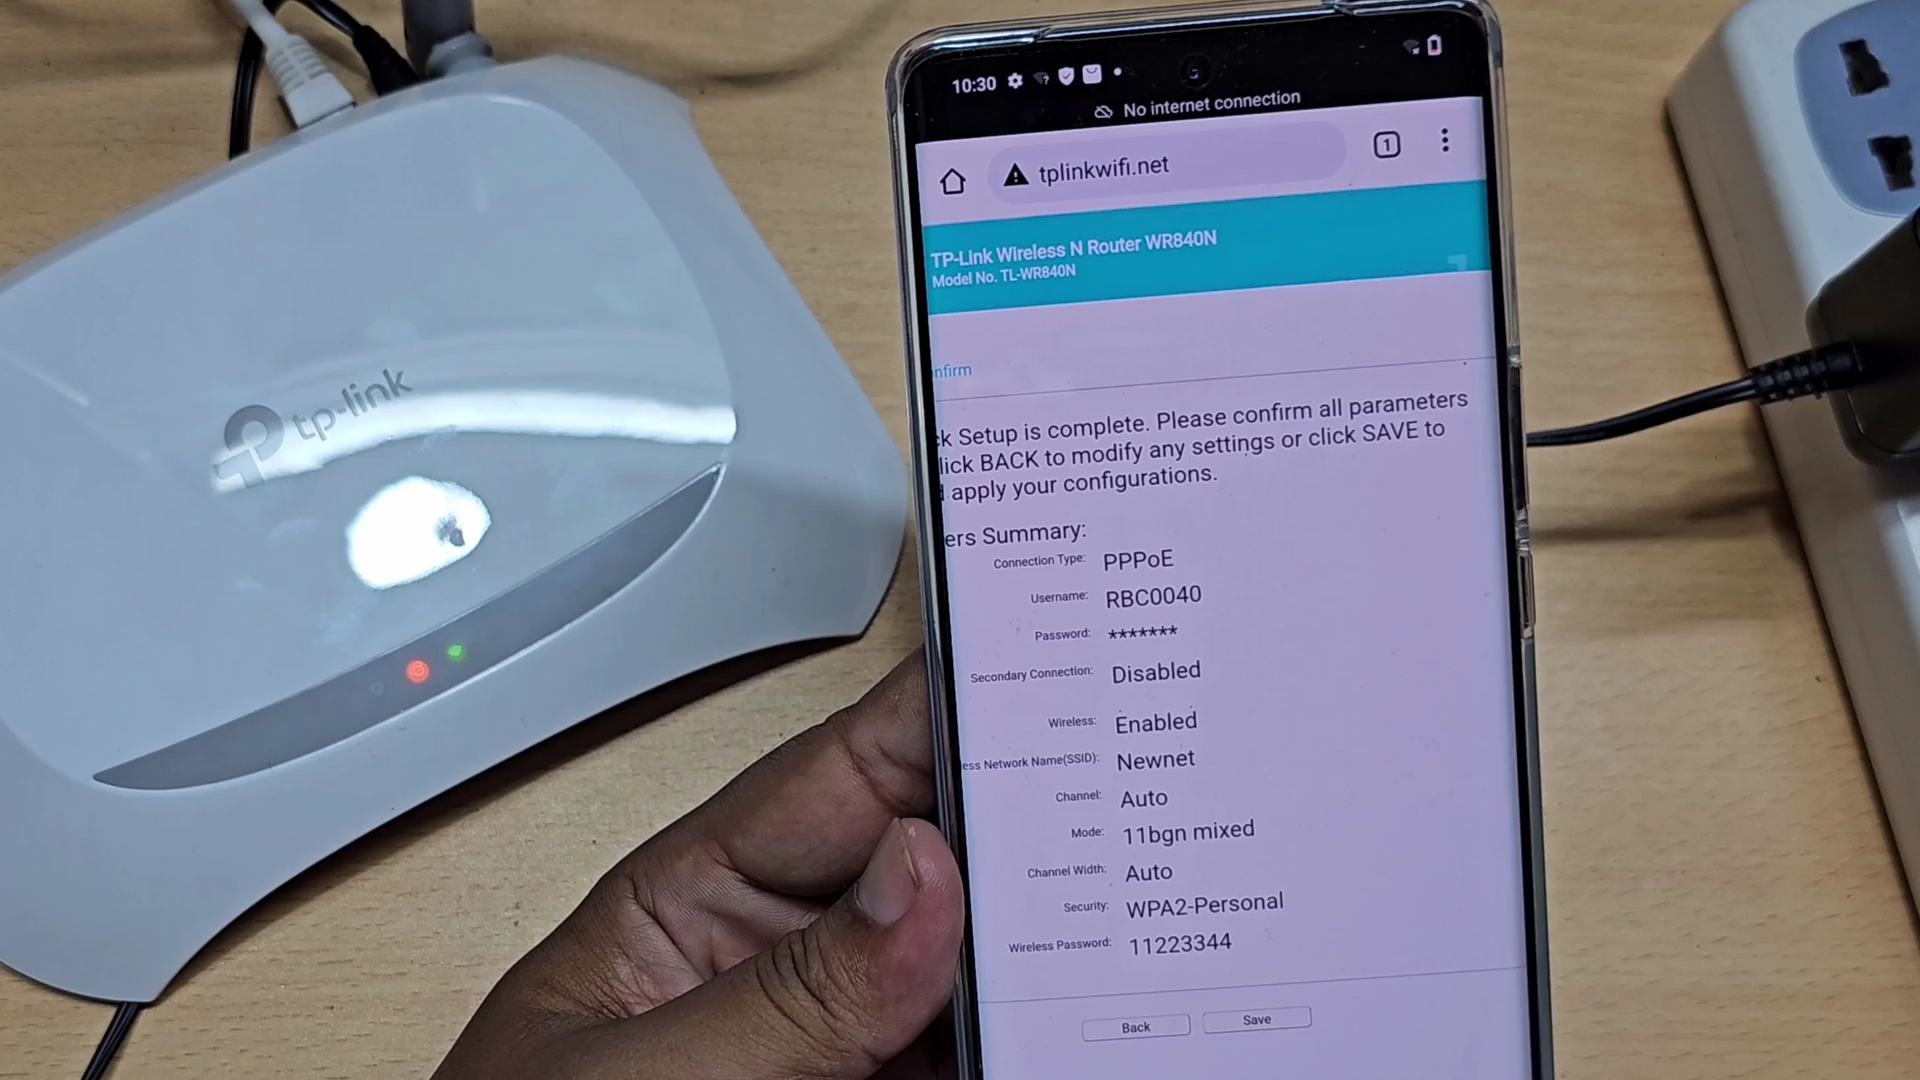 tp-link
10:30
No internet connection
1
tplinkwifi.net
TP-Link Wireless N Router WR840N
Model No. TL-WR840N
nfirm
k Setup is complete. Please confirm all parameters
lick BACK to modify any settings or click SAVE to
apply your configurations.
ers Summary:
Connection Type: PPPoE
Username: RBC0040
Password: *******
Secondary Connection: Disabled
Wireless: Enabled
ess Network Name(SSID): Newnet
Channel: Auto
Mode: 11bgn mixed
Channel Width: Auto
Security: WPA2-Personal
Wireless Password: 11223344
Back Save